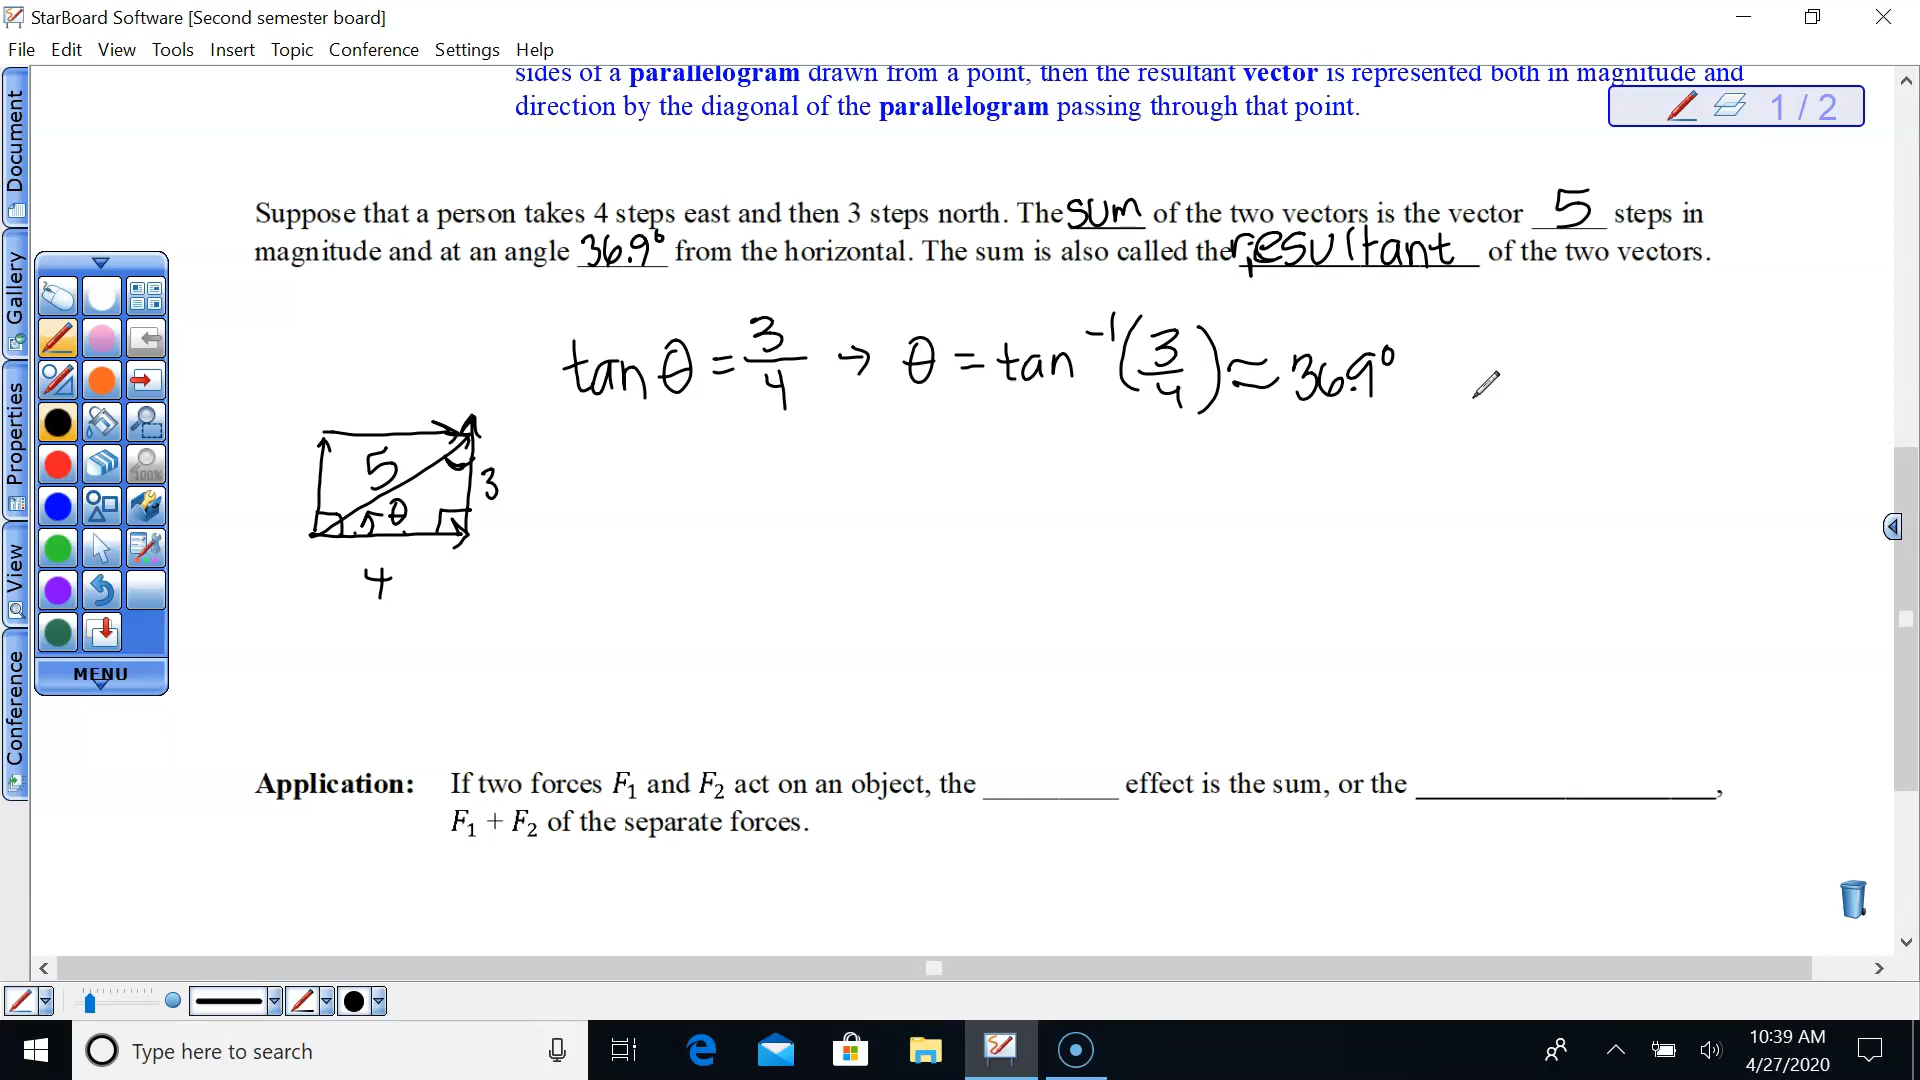 StarBoard Software [Second semester board]
File Edit View Tools Insert Topic Conference Settings Help
sides of a parallelogram drawn from a point, then the resultant vector is represented both in magnitude and
direction by the diagonal of the parallelogram passing through that point.
1 / 2
Document
Gallery
Properties
View
Conference
MENU
100%
Suppose that a person takes 4 steps east and then 3 steps north. The sum of the two vectors is the vector 5 steps in
magnitude and at an angle 36.9° from the horizontal. The sum is also called the resultant of the two vectors.
tan θ = 3/4 → θ = tan⁻¹(3/4) ≈ 36.9°
5
3
θ
4
Application: If two forces F₁ and F₂ act on an object, the __________ effect is the sum, or the ______________________,
F₁ + F₂ of the separate forces.
Type here to search
10:39 AM
4/27/2020